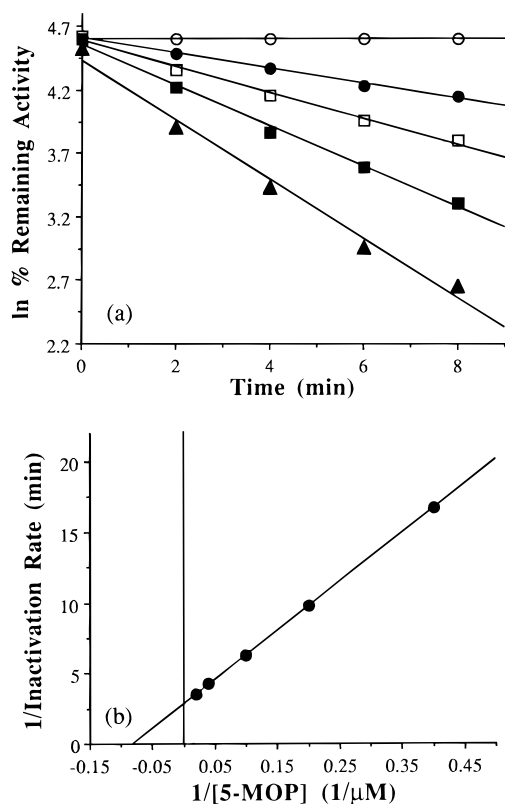 4.7
4.2
3.7
3.2
2.7
2.2
ln % Remaining Activity
(a)
0 2 4 6 8
Time (min)
20
15
10
5
0
1/Inactivation Rate (min)
(b)
-0.15 -0.05 0.05 0.15 0.25 0.35 0.45
1/[5-MOP] (1/μM)